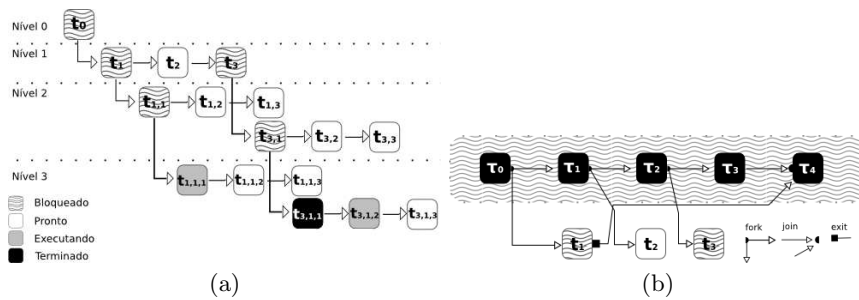 Nível 0
t0
Nível 1
t1 t2 t3
Nível 2
t1,1 t1,2 t1,3
t3,1 t3,2 t3,3
Nível 3
t1,1,1 t1,1,2 t1,1,3
t3,1,1 t3,1,2 t3,1,3
Bloqueado
Pronto
Executando
Terminado
(a)
τ0 τ1 τ2 τ3 τ4
t1 t2 t3
fork join exit
(b)